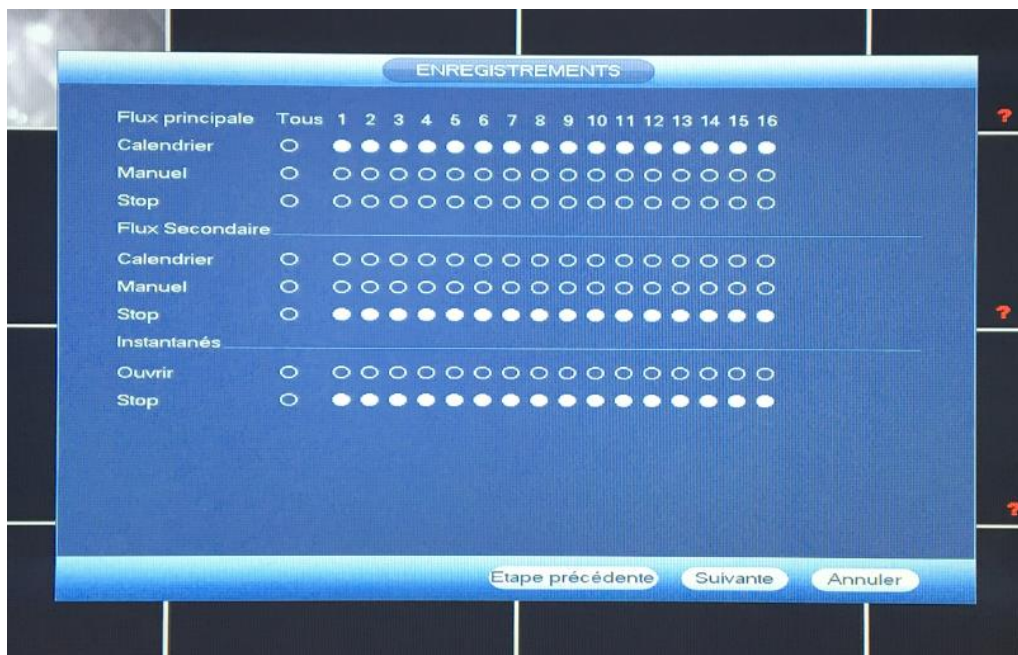 ENREGISTREMENTS
Flux principale Tous 1 2 3 4 5 6 7 8 9 10 11 12 13 14 15 16
Calendrier
Manuel
Stop
Flux Secondaire
Calendrier
Manuel
Stop
Instantanés
Ouvrir
Stop
Etape précédente Suivante Annuler
?
?
?